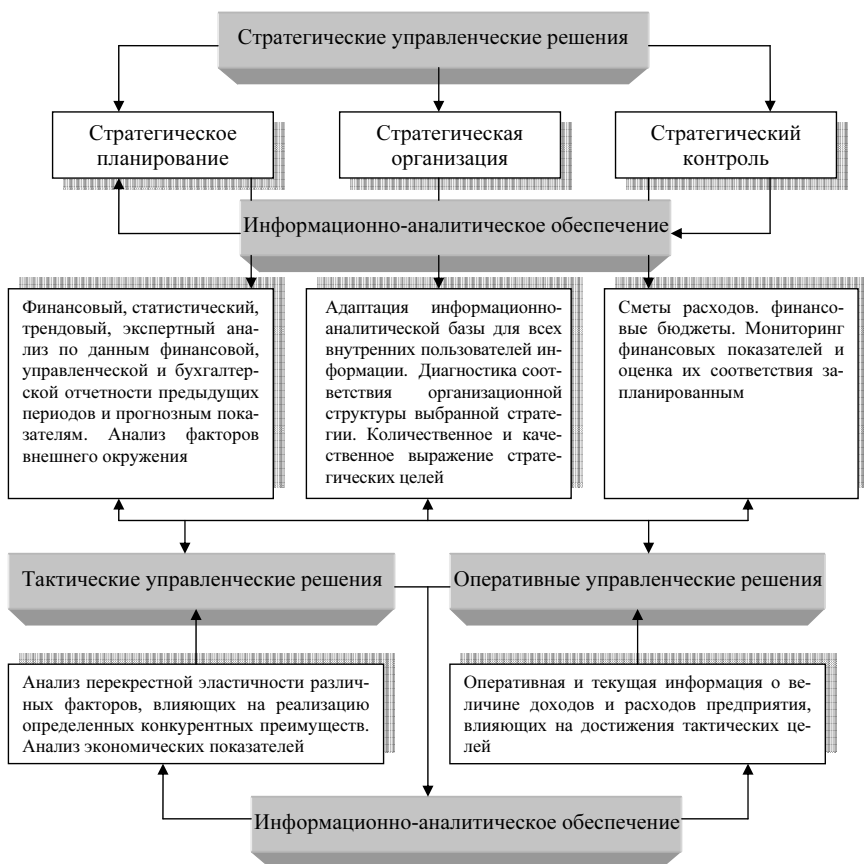 Стратегические управленческие решения
Стратегическое
планирование
Стратегическая
организация
Стратегический
контроль
Информационно-аналитическое обеспечение
Финансовый, статистический,
трендовый, экспертный ана-
лиз по данным финансовой,
управленческой и бухгалтер-
ской отчетности предыдущих
периодов и прогнозным пока-
зателям. Анализ факторов
внешнего окружения
Адаптация информационно-
аналитической базы для всех
внутренних пользователей ин-
формации. Диагностика соот-
ветствия организационной
структуры выбранной страте-
гии. Количественное и каче-
ственное выражение страте-
гических целей
Сметы расходов. финансо-
вые бюджеты. Мониторинг
финансовых показателей и
оценка их соответствия за-
планированным
Тактические управленческие решения
Оперативные управленческие решения
Анализ перекрестной эластичности различ-
ных факторов, влияющих на реализацию
определенных конкурентных преимуществ.
Анализ экономических показателей
Оперативная и текущая информация о ве-
личине доходов и расходов предприятия,
влияющих на достижения тактических це-
лей
Информационно-аналитическое обеспечение